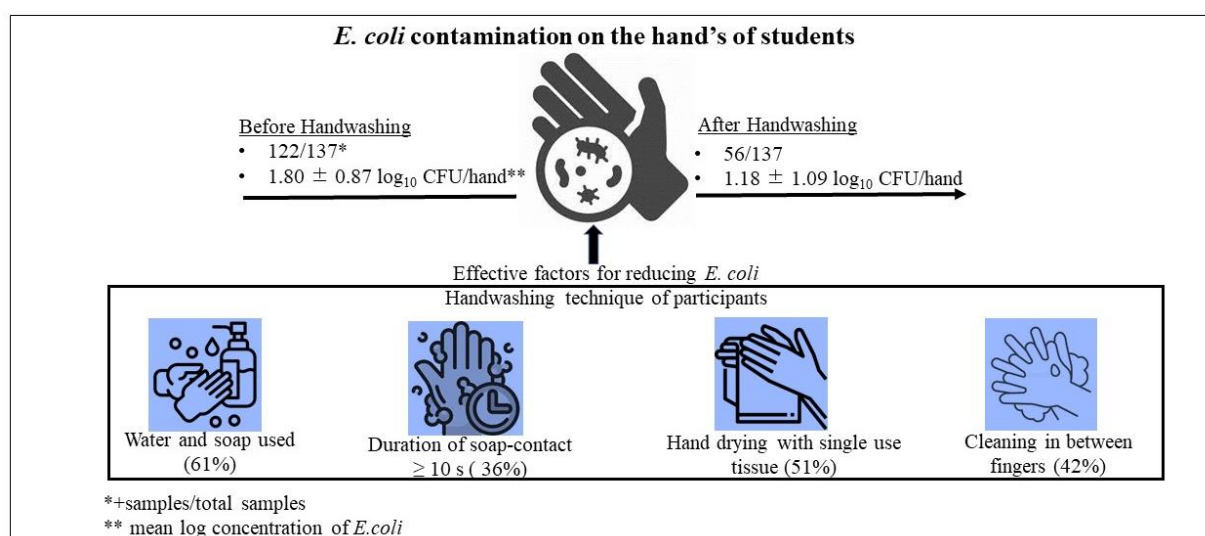 E. coli contamination on the hand’s of students
Before Handwashing
• 122/137*
• 1.80 ± 0.87 log10 CFU/hand**
After Handwashing
• 56/137
• 1.18 ± 1.09 log10 CFU/hand
Effective factors for reducing E. coli
Handwashing technique of participants
Water and soap used
(61%)
Duration of soap-contact
≥ 10 s ( 36%)
Hand drying with single use
tissue (51%)
Cleaning in between
fingers (42%)
*+samples/total samples
** mean log concentration of E.coli